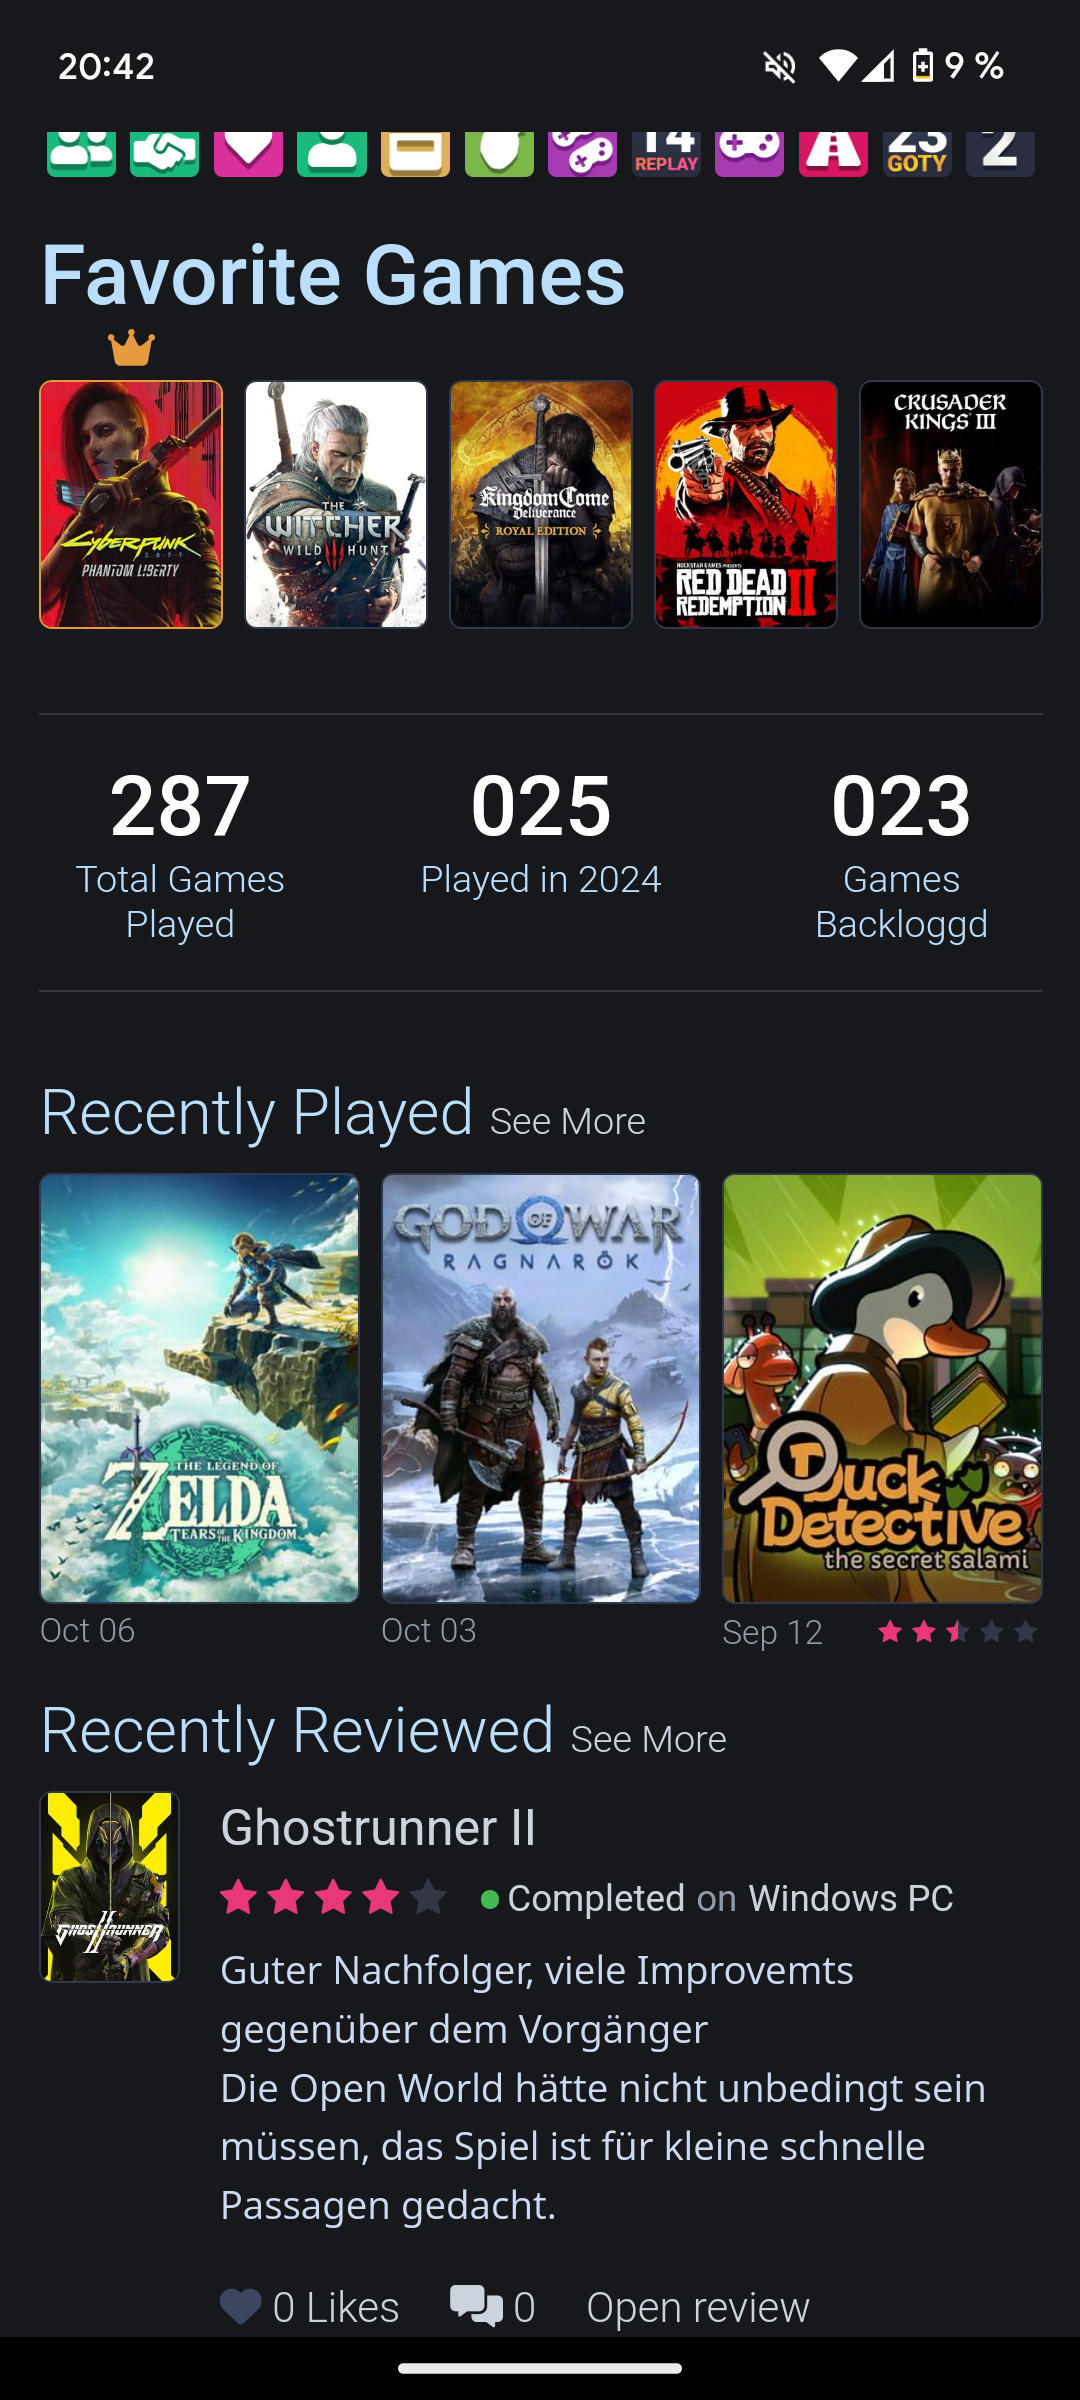 20:42
9 %
14
REPLAY
23
GOTY
2
Favorite Games
CYBERPUNK
2077
PHANTOM LIBERTY
THE
WITCHER
WILD HUNT
Kingdom Come
Deliverance
ROYAL EDITION
ROCKSTAR GAMES PRESENTS
RED DEAD
REDEMPTION II
CRUSADER
KINGS III
287
Total Games
Played
025
Played in 2024
023
Games
Backloggd
Recently Played See More
THE LEGEND OF
ZELDA
TEARS OF THE KINGDOM
GOD OF WAR
RAGNARÖK
Duck
Detective
the secret salami
Oct 06
Oct 03
Sep 12
Recently Reviewed See More
GHOSTRUNNER
II
Ghostrunner II
Completed on Windows PC
Guter Nachfolger, viele Improvemts
gegenüber dem Vorgänger
Die Open World hätte nicht unbedingt sein
müssen, das Spiel ist für kleine schnelle
Passagen gedacht.
0 Likes
0
Open review